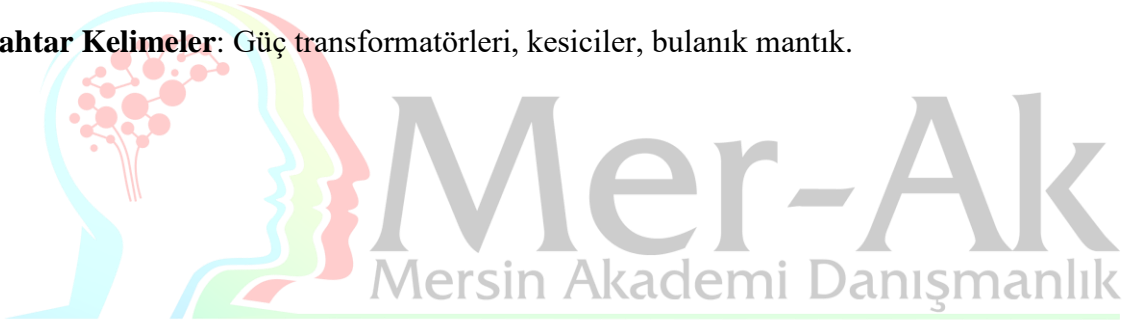 ahtar Kelimeler: Güç transformatörleri, kesiciler, bulanık mantık.
Mer-Ak
Mersin Akademi Danışmanlık